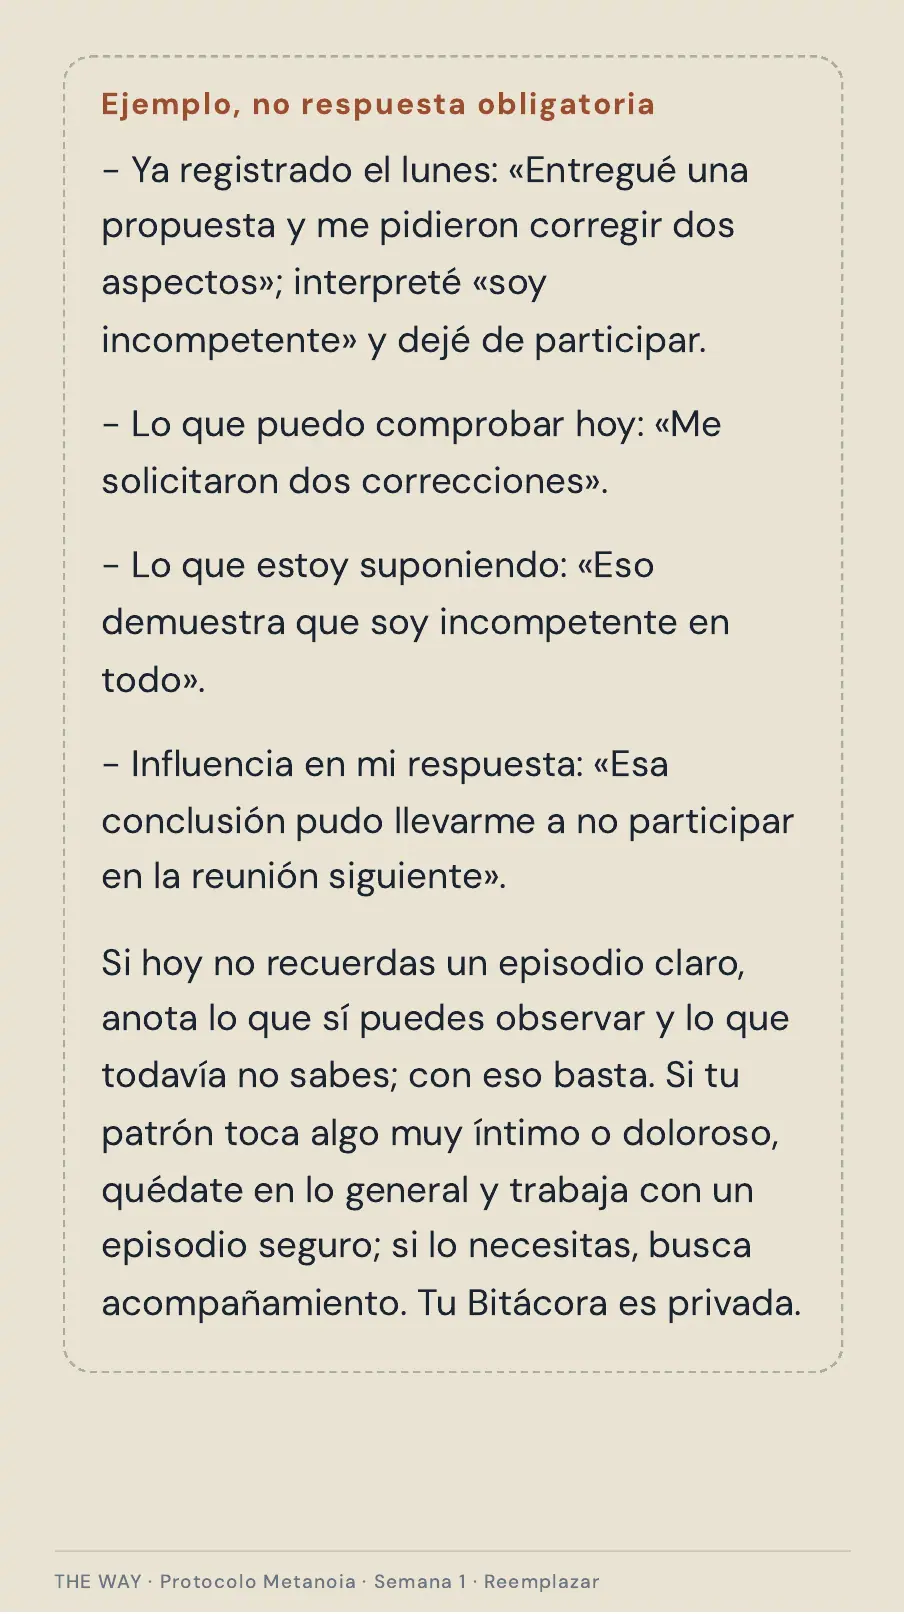 Ejemplo, no respuesta obligatoria
– Ya registrado el lunes: «Entregué una
propuesta y me pidieron corregir dos
aspectos»; interpreté «soy
incompetente» y dejé de participar.
– Lo que puedo comprobar hoy: «Me
solicitaron dos correcciones».
– Lo que estoy suponiendo: «Eso
demuestra que soy incompetente en
todo».
– Influencia en mi respuesta: «Esa
conclusión pudo llevarme a no participar
en la reunión siguiente».
Si hoy no recuerdas un episodio claro,
anota lo que sí puedes observar y lo que
todavía no sabes; con eso basta. Si tu
patrón toca algo muy íntimo o doloroso,
quédate en lo general y trabaja con un
episodio seguro; si lo necesitas, busca
acompañamiento. Tu Bitácora es privada.
THE WAY · Protocolo Metanoia · Semana 1 · Reemplazar